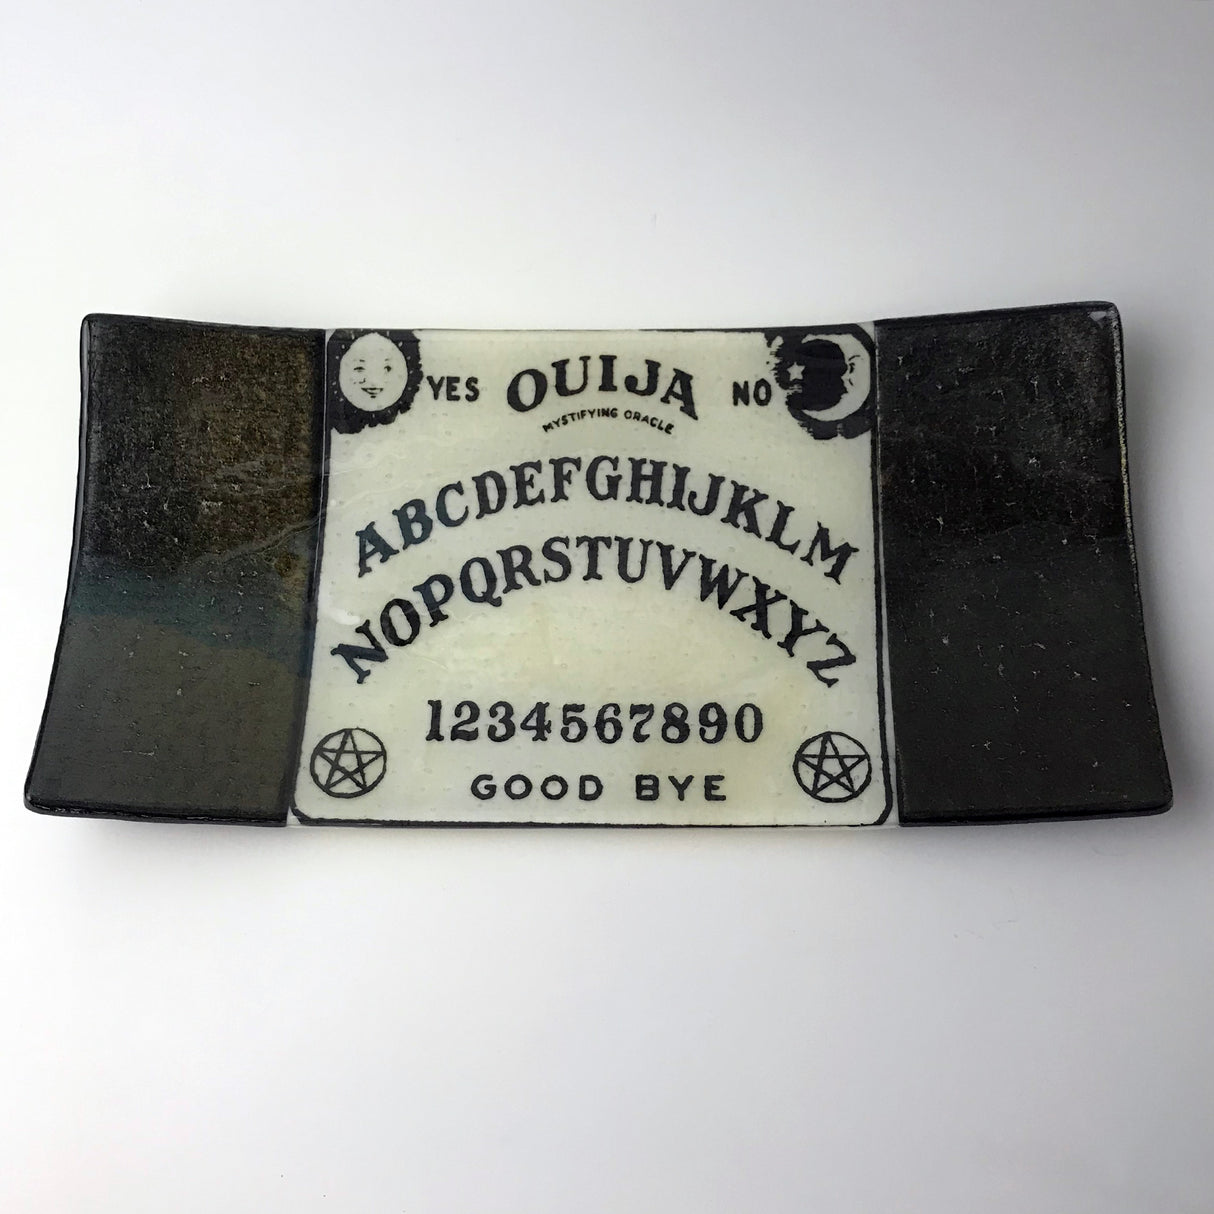 YES OUIJA NO
MYSTIFYING ORACLE
ABCDEFGHIJKLM
NOPQRSTUVWXYZ
1234567890
GOOD BYE